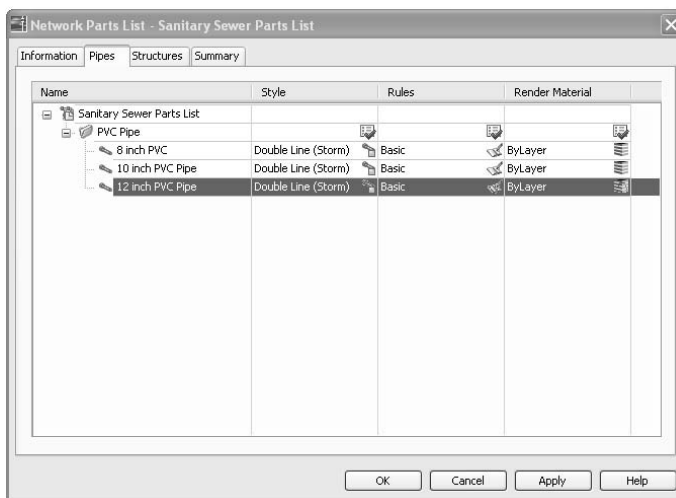 Network Parts List - Sanitary Sewer Parts List
Information Pipes Structures Summary
Name Style Rules Render Material
Sanitary Sewer Parts List
PVC Pipe
8 inch PVC Double Line (Storm) Basic ByLayer
10 inch PVC Pipe Double Line (Storm) Basic ByLayer
12 inch PVC Pipe Double Line (Storm) Basic ByLayer
OK Cancel Apply Help